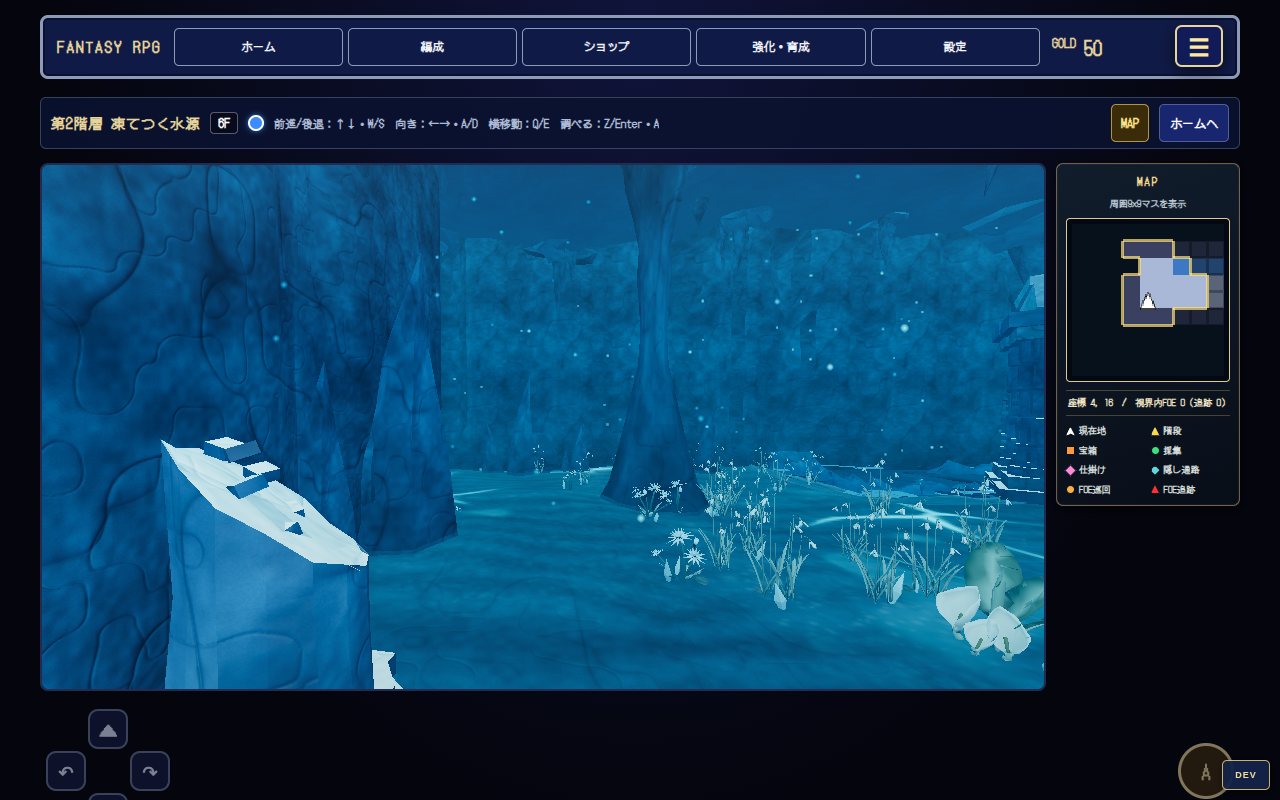 FANTASY RPG ホーム 編成 ショップ 強化・育成 設定 GOLD 50
第2階層 凍てつく水源 6F 前進/後退:↑↓・W/S 向き:←→・A/D 横移動:Q/E 調べる:Z/Enter・A MAP ホームへ
MAP
周囲9x9マスを表示
座標 4, 16 / 視界内FOE 0 (追跡 0)
現在地 階段
宝箱 採集
仕掛け 隠し通路
FOE巡回 FOE追跡
A DEV